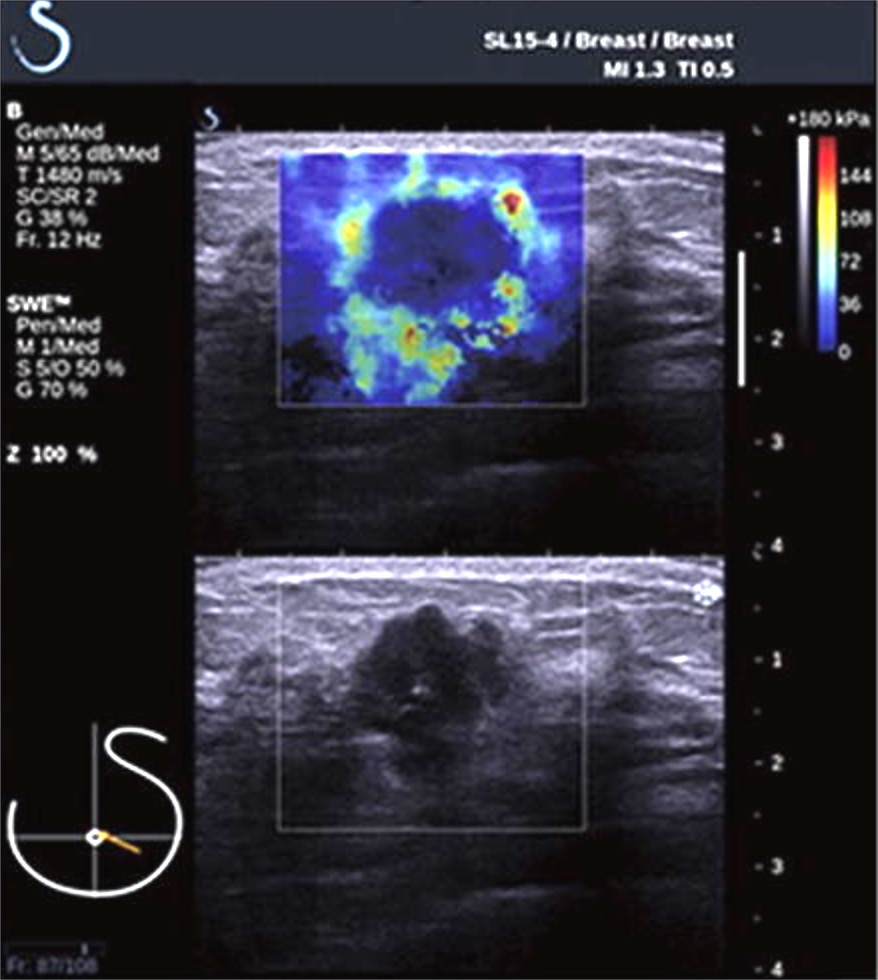 SL15-4 / Breast / Breast
MI 1.3 TI 0.5
B
Gen/Med
M 5/65 dB/Med
T 1480 m/s
SC/SR 2
G 38 %
Fr. 12 Hz
SWE™
Pen/Med
M 1/Med
S 5/O 50 %
G 70 %
Z 100 %
+180 kPa
144
108
72
36
0
1
2
3
4
1
2
3
4
Fr. 87/108